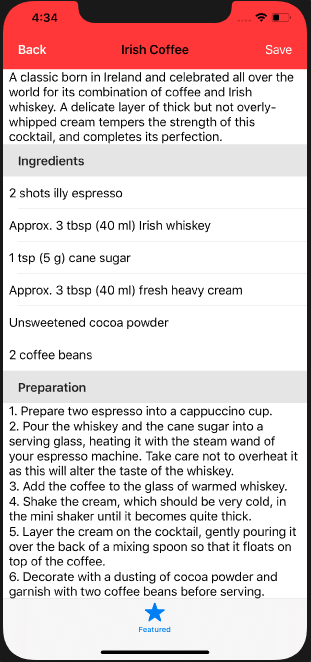 4:34
Back Irish Coffee Save
A classic born in Ireland and celebrated all over the
world for its combination of coffee and Irish
whiskey. A delicate layer of thick but not overly-
whipped cream tempers the strength of this
cocktail, and completes its perfection.
Ingredients
2 shots illy espresso
Approx. 3 tbsp (40 ml) Irish whiskey
1 tsp (5 g) cane sugar
Approx. 3 tbsp (40 ml) fresh heavy cream
Unsweetened cocoa powder
2 coffee beans
Preparation
1. Prepare two espresso into a cappuccino cup.
2. Pour the whiskey and the cane sugar into a
serving glass, heating it with the steam wand of
your espresso machine. Take care not to overheat it
as this will alter the taste of the whiskey.
3. Add the coffee to the glass of warmed whiskey.
4. Shake the cream, which should be very cold, in
the mini shaker until it becomes quite thick.
5. Layer the cream on the cocktail, gently pouring it
over the back of a mixing spoon so that it floats on
top of the coffee.
6. Decorate with a dusting of cocoa powder and
garnish with two coffee beans before serving.
Featured